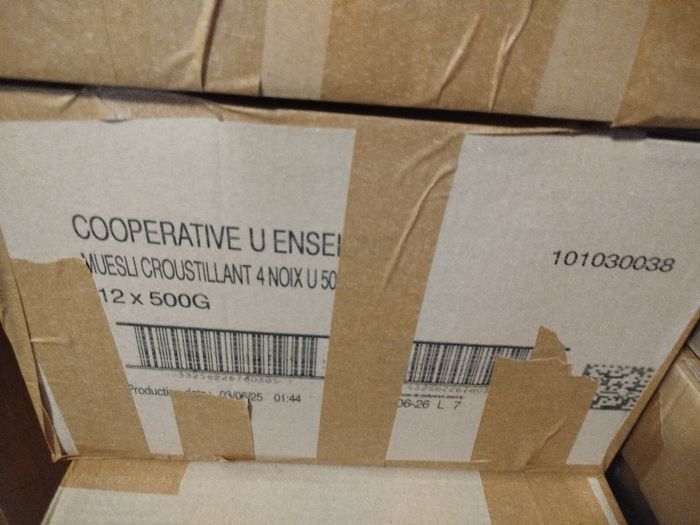 COOPERATIVE U ENSEI
MUESLI CROUSTILLANT 4 NOIX U 50
12 x 500G
101030038
Production date : 03/06/25 01:44
06-26 L 7